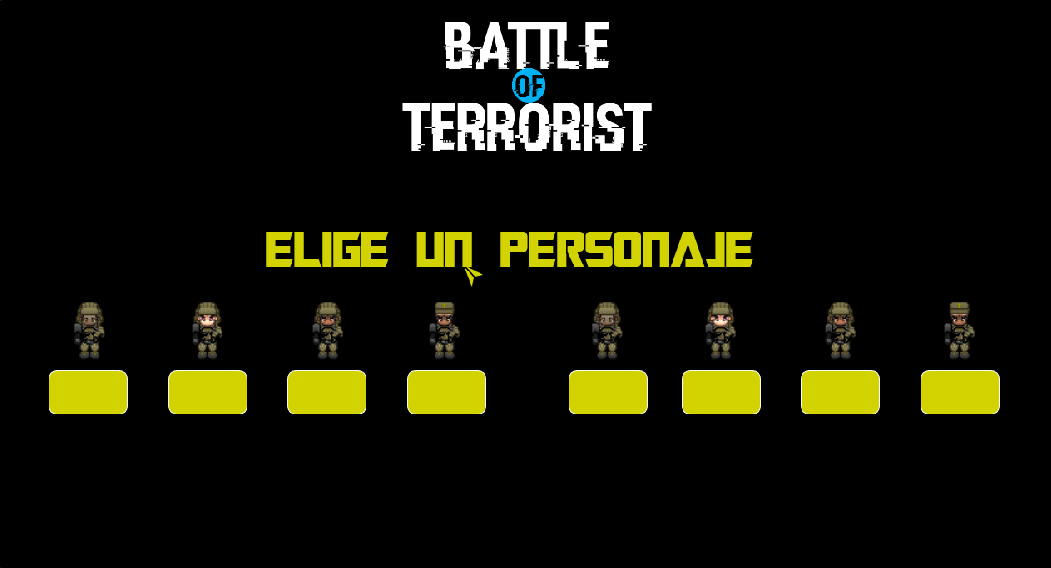 BATTLE
OF
TERRORIST
ELIGE UN PERSONAJE